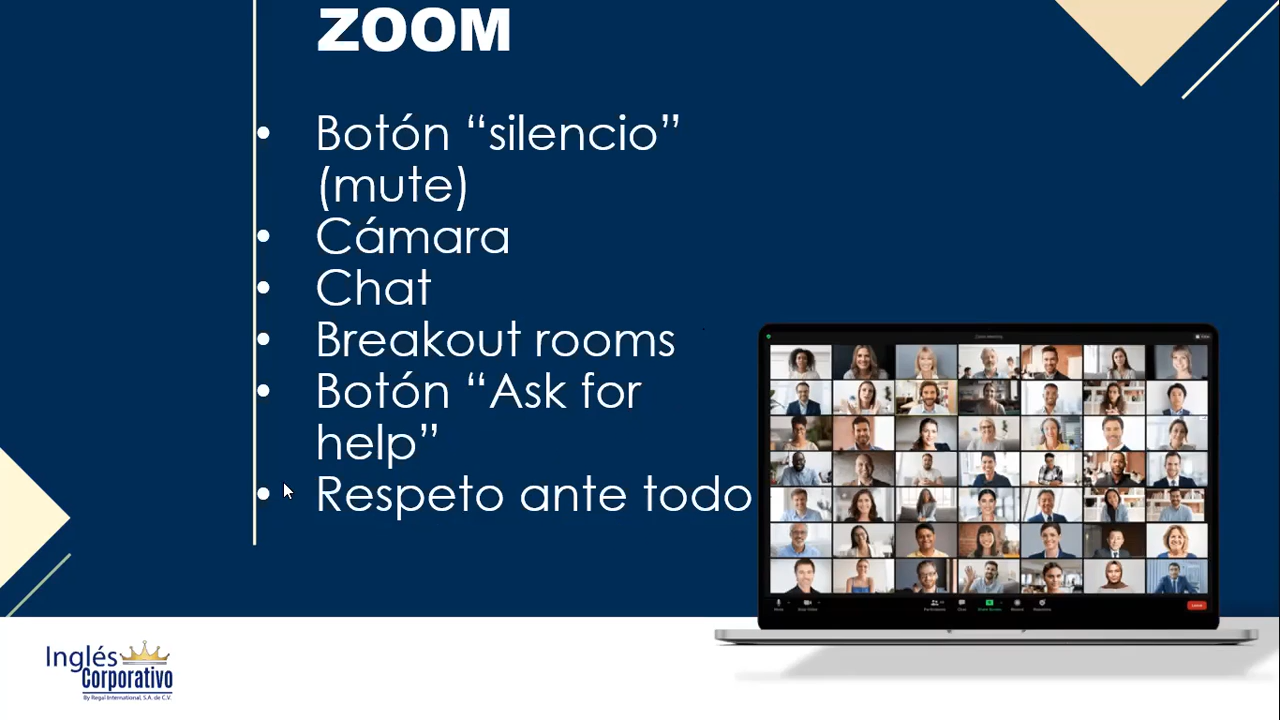 ZOOM
• Botón “silencio”
(mute)
• Cámara
• Chat
• Breakout rooms
• Botón “Ask for
help”
• Respeto ante todo
Inglés
Corporativo
By Regal International, S.A. de C.V.